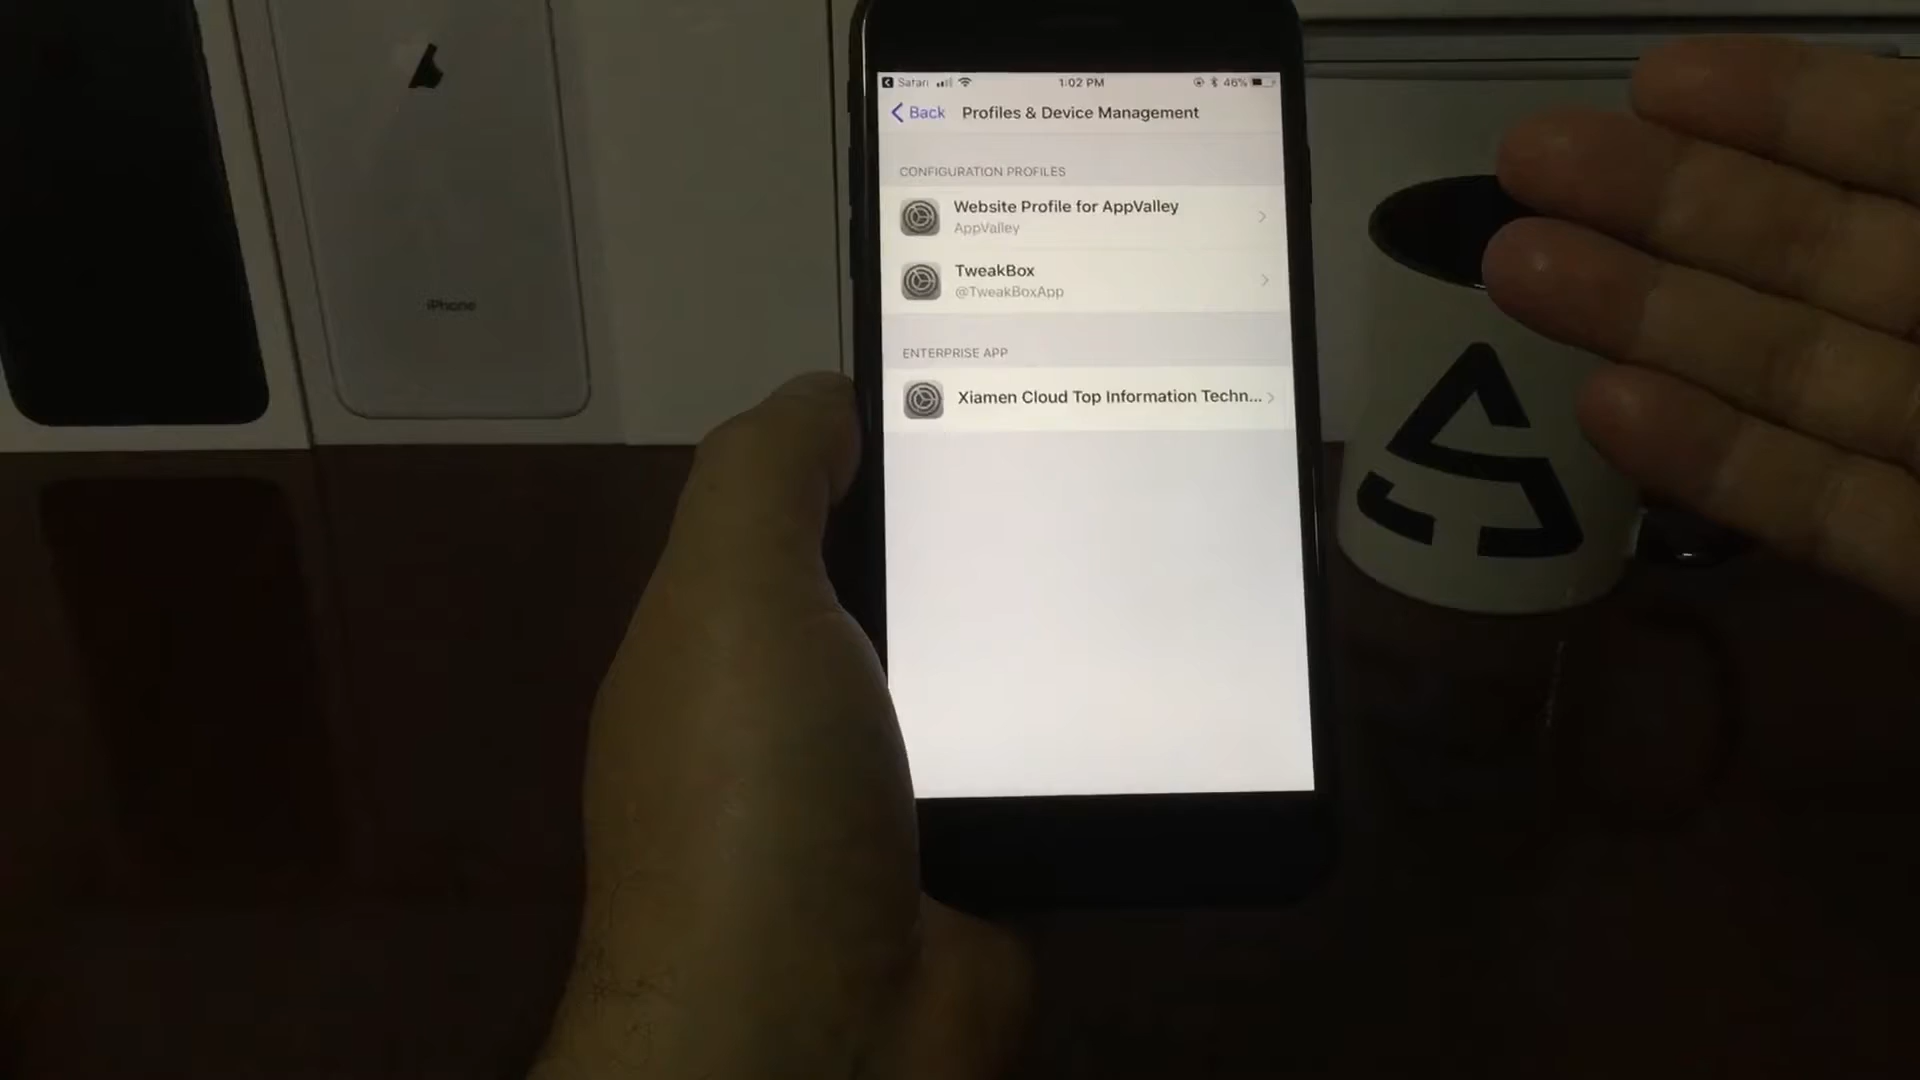 Safari 1:02 PM 46%
Back Profiles & Device Management
CONFIGURATION PROFILES
Website Profile for AppValley
AppValley
TweakBox
@TweakBoxApp
ENTERPRISE APP
Xiamen Cloud Top Information Techn...
iPhone